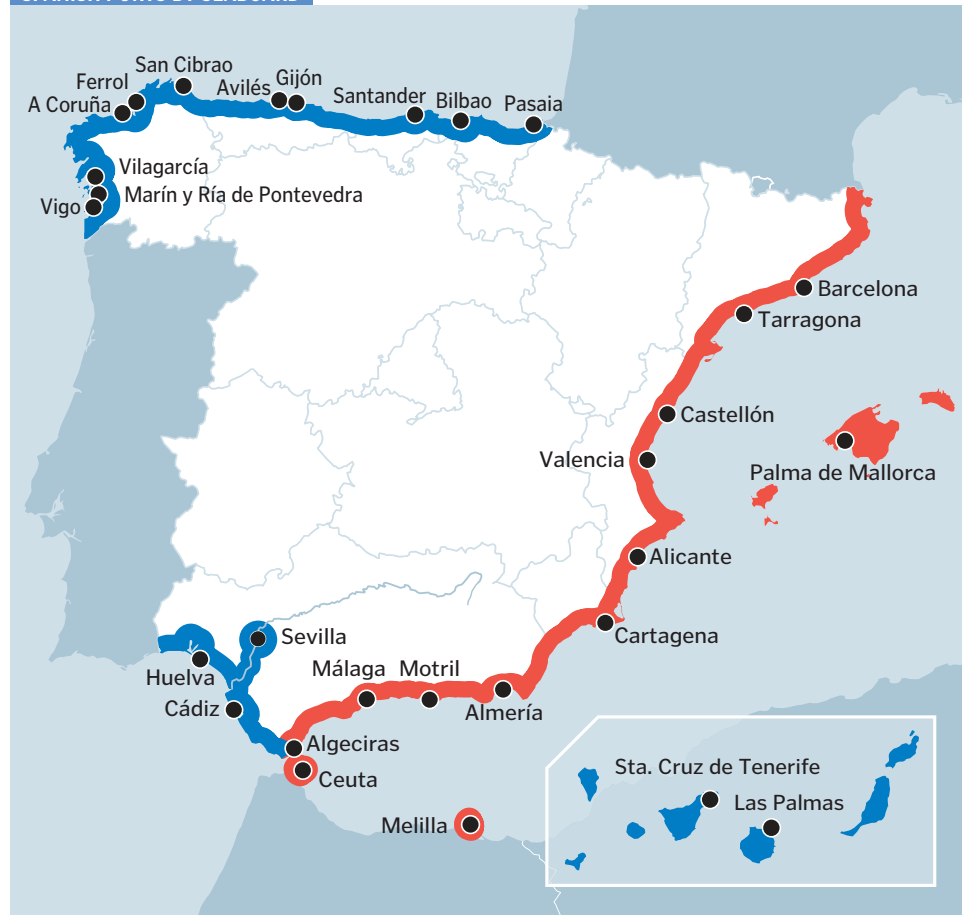 San Cibrao
Ferrol
Avilés
Gijón
A Coruña
Santander
Bilbao
Pasaia
Vilagarcía
Marín y Ría de Pontevedra
Vigo
Barcelona
Tarragona
Castellón
Valencia
Palma de Mallorca
Alicante
Cartagena
Sevilla
Huelva
Málaga
Motril
Cádiz
Almería
Algeciras
Ceuta
Sta. Cruz de Tenerife
Las Palmas
Melilla